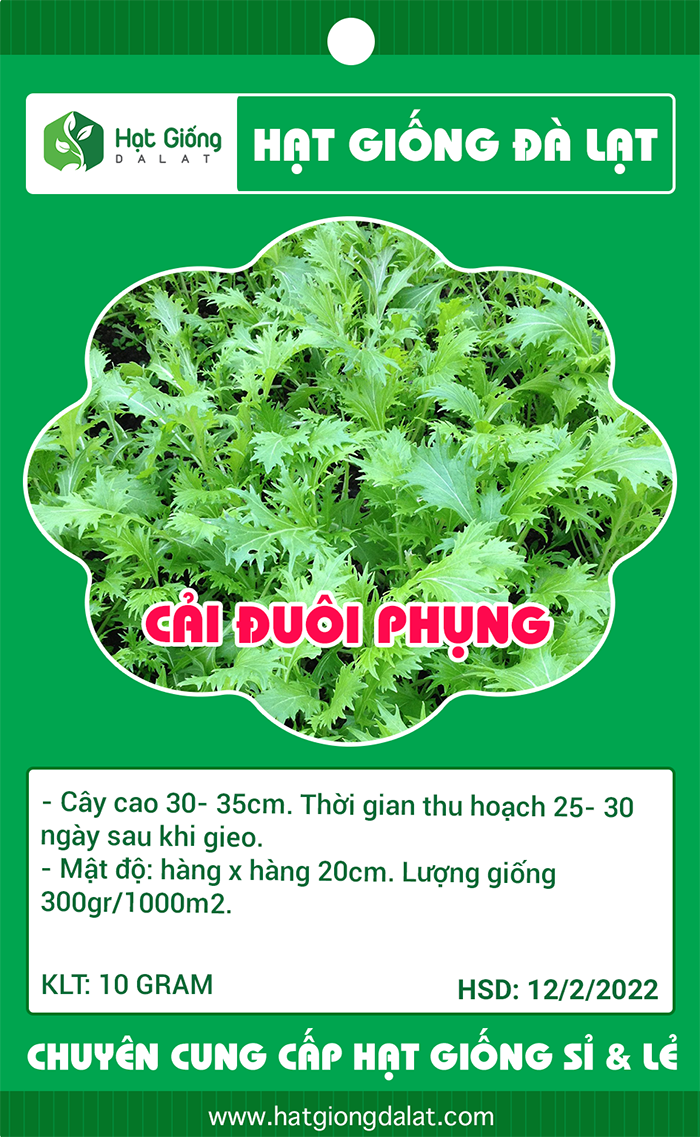 Hạt Giống
DALAT
HẠT GIỐNG ĐÀ LẠT
CẢI ĐUÔI PHỤNG
- Cây cao 30- 35cm. Thời gian thu hoạch 25- 30
ngày sau khi gieo.
- Mật độ: hàng x hàng 20cm. Lượng giống
300gr/1000m2.
KLT: 10 GRAM
HSD: 12/2/2022
CHUYÊN CUNG CẤP HẠT GIỐNG SỈ & LẺ
www.hatgiongdalat.com